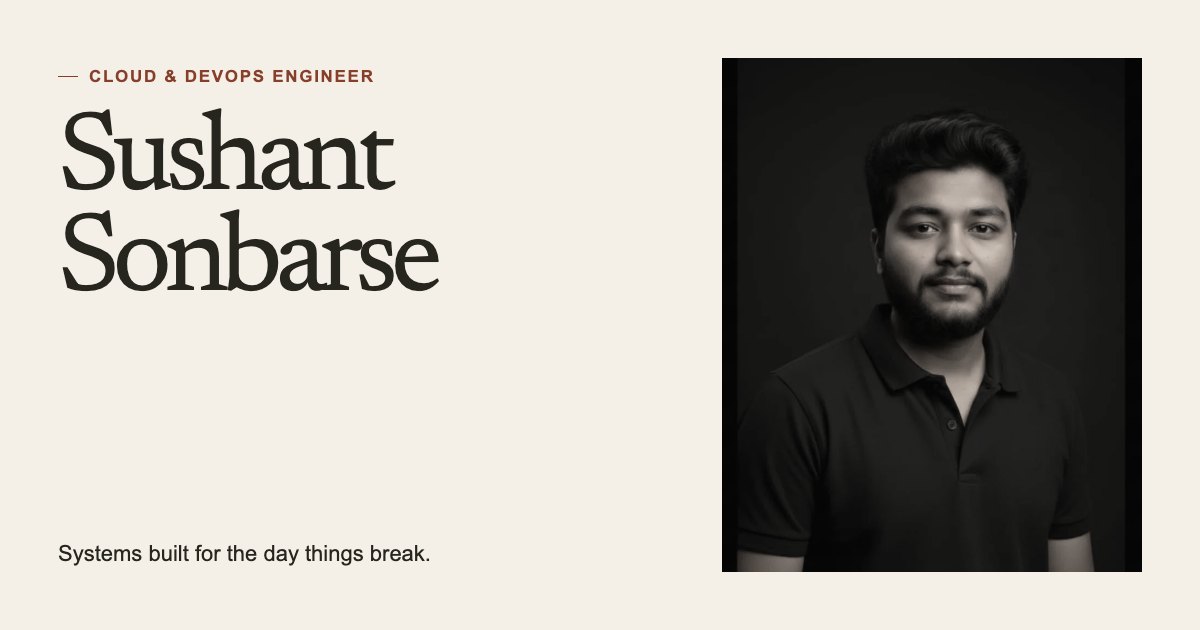 CLOUD & DEVOPS ENGINEER
Sushant
Sonbarse
Systems built for the day things break.